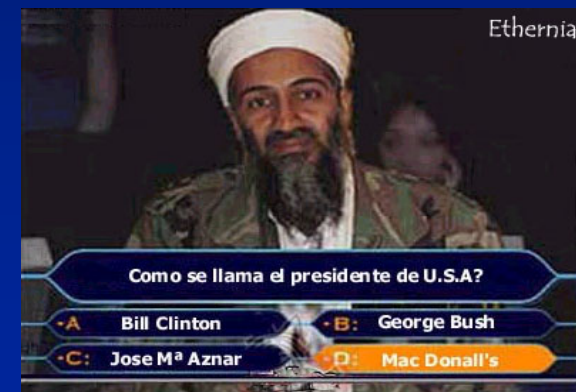 Ethernia
Como se llama el presidente de U.S.A?
·A Bill Clinton
·B: George Bush
·C: Jose Mª Aznar
·D: Mac Donall's